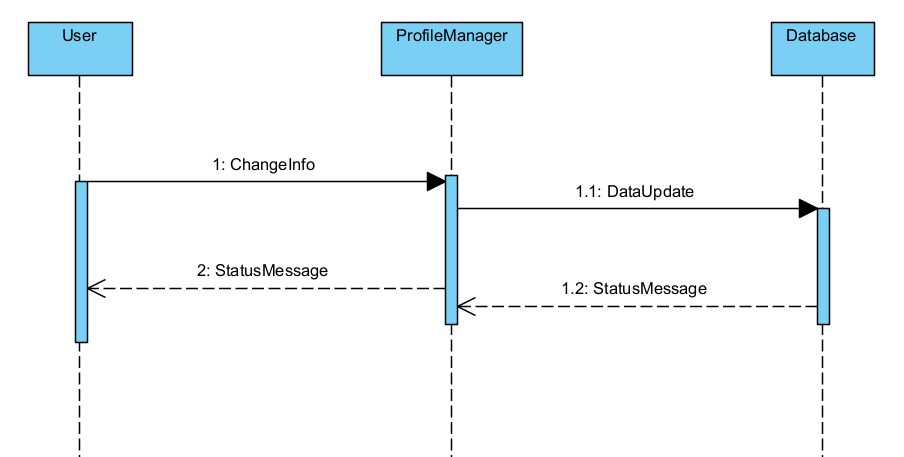 User
ProfileManager
Database
1: ChangeInfo
1.1: DataUpdate
2: StatusMessage
1.2: StatusMessage